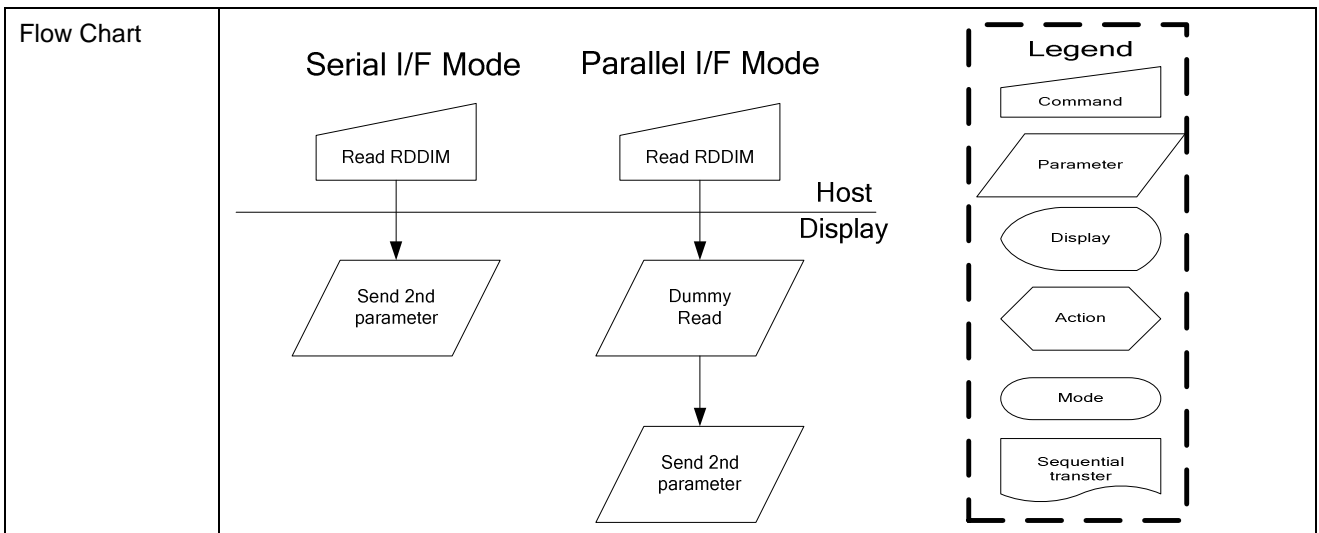 Flow Chart
Serial I/F Mode
Parallel I/F Mode
Read RDDIM
Read RDDIM
Host
Display
Send 2nd
parameter
Dummy
Read
Send 2nd
parameter
Legend
Command
Parameter
Display
Action
Mode
Sequential
transter